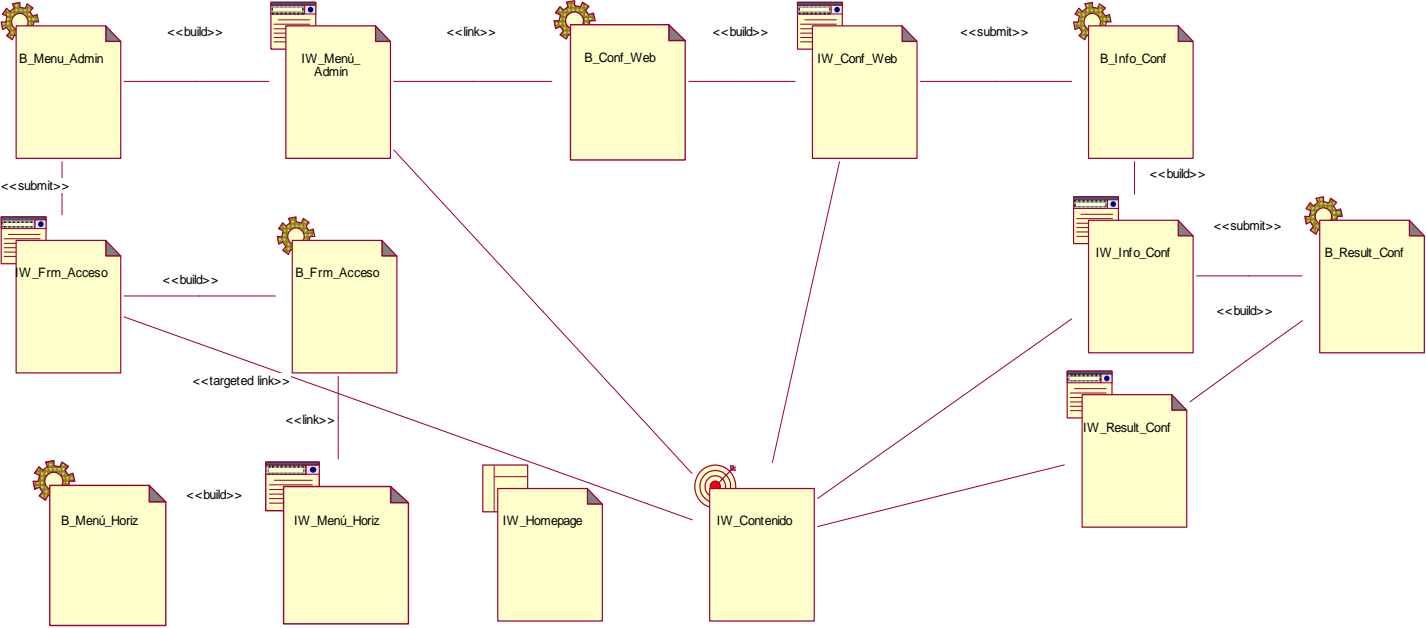 <<build>>
<<link>>
<<build>>
<<submit>>
B_Menu_Admin
IW_Menú_
Admin
B_Conf_Web
IW_Conf_Web
B_Info_Conf
<<submit>>
<<build>>
<<submit>>
IW_Frm_Acceso
<<build>>
B_Frm_Acceso
IW_Info_Conf
B_Result_Conf
<<build>>
<<targeted link>>
<<link>>
IW_Result_Conf
<<build>>
B_Menú_Horiz
IW_Menú_Horiz
IW_Homepage
IW_Contenido